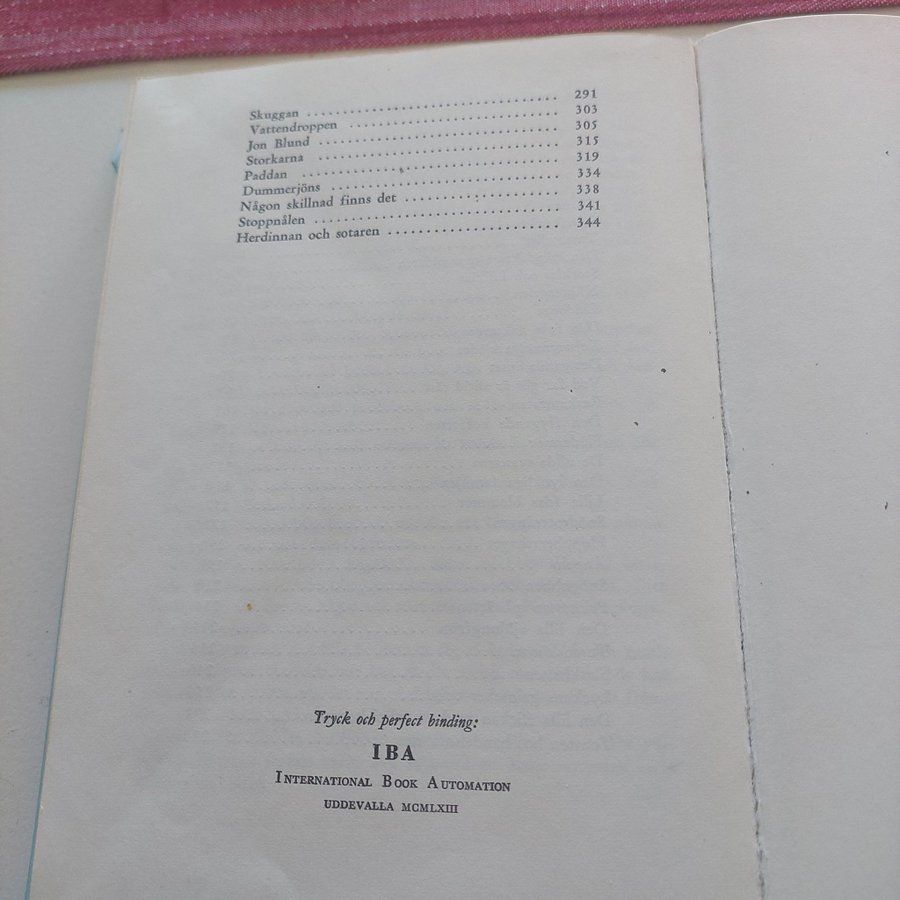 Skuggan ........................................ 291
Vattendroppen ........................................ 303
Jon Blund ........................................ 305
Storkarna ........................................ 315
Paddan ........................................ 319
Dummerjöns ........................................ 334
Någon skillnad finns det ........................................ 338
Stoppnålen ........................................ 341
Herdinnan och sotaren ........................................ 344
Tryck och perfect binding:
IBA
INTERNATIONAL BOOK AUTOMATION
UDDEVALLA MCMLXIII